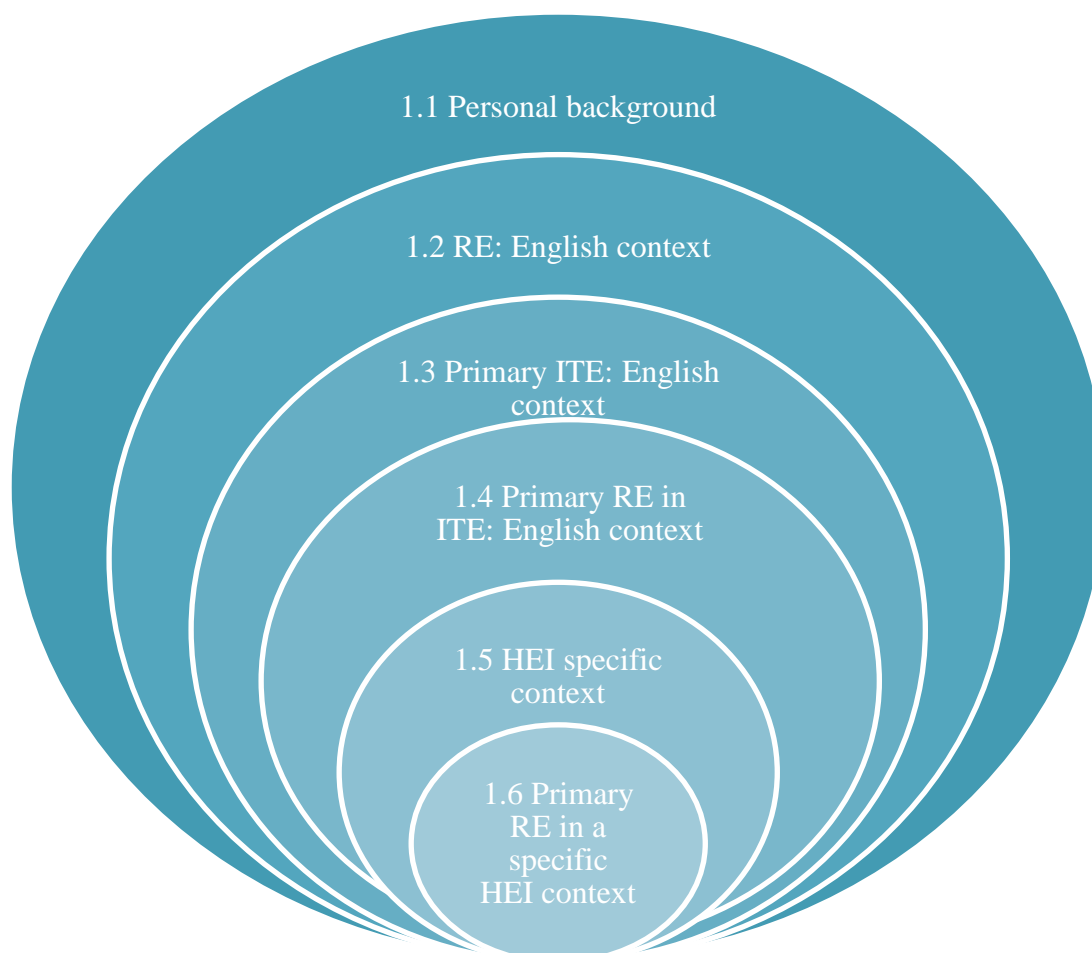 1.1 Personal background
1.2 RE: English context
1.3 Primary ITE: English
context
1.4 Primary RE in
ITE: English context
1.5 HEI specific
context
1.6 Primary
RE in a
specific
HEI context